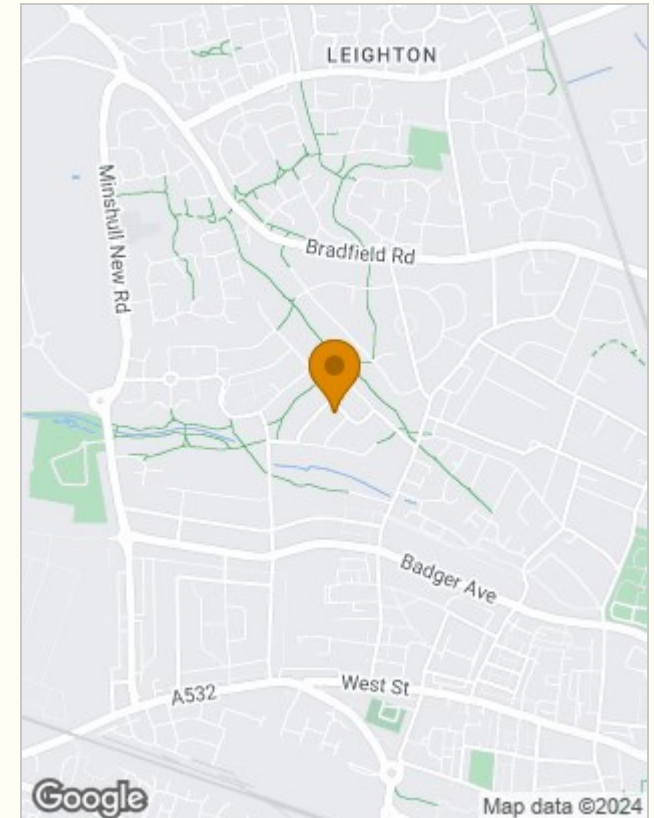 LEIGHTON
Minshull New Rd
Bradfield Rd
Badger Ave
West St
A532
Google
Map data ©2024